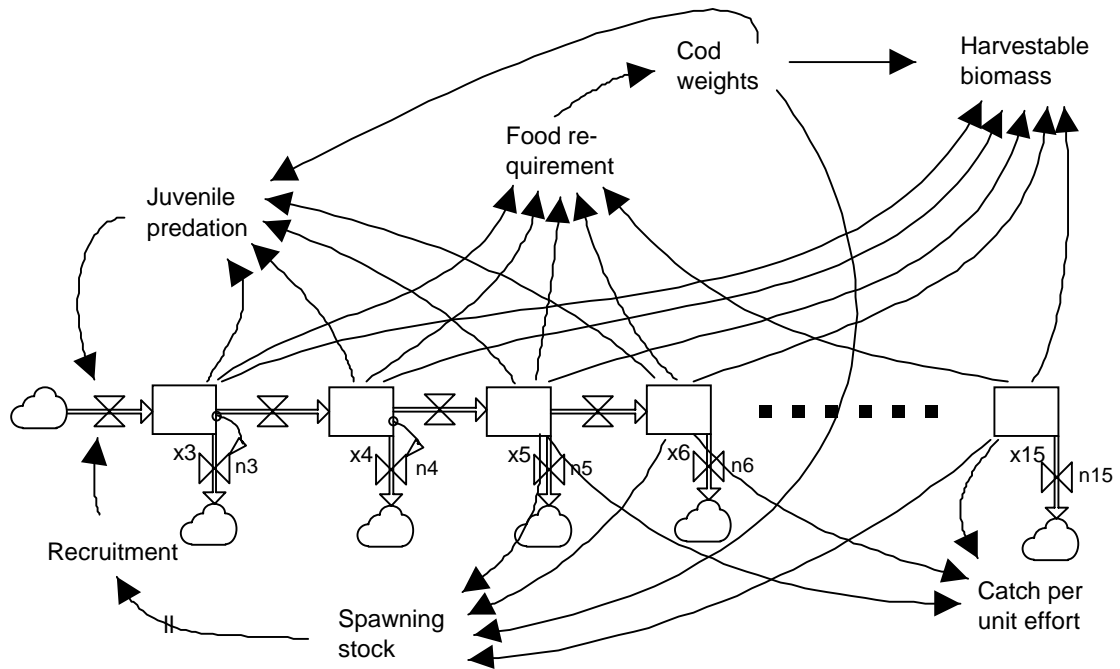 Cod
weights
Harvestable
biomass
Food re-
quirement
Juvenile
predation
x3
n3
x4
n4
x5
n5
x6
n6
x15
n15
Recruitment
Spawning
stock
Catch per
unit effort